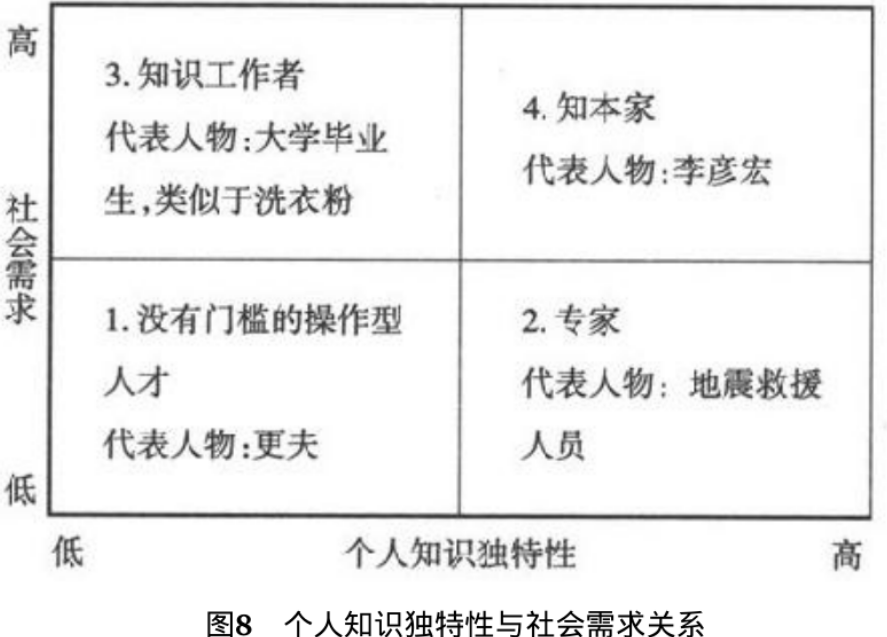 高
3. 知识工作者
代表人物:大学毕业
生,类似于洗衣粉
4. 知本家
代表人物:李彦宏
社会需求
1. 没有门槛的操作型
人才
代表人物:更夫
2. 专家
代表人物: 地震救援
人员
低
低
个人知识独特性
高
图8 个人知识独特性与社会需求关系